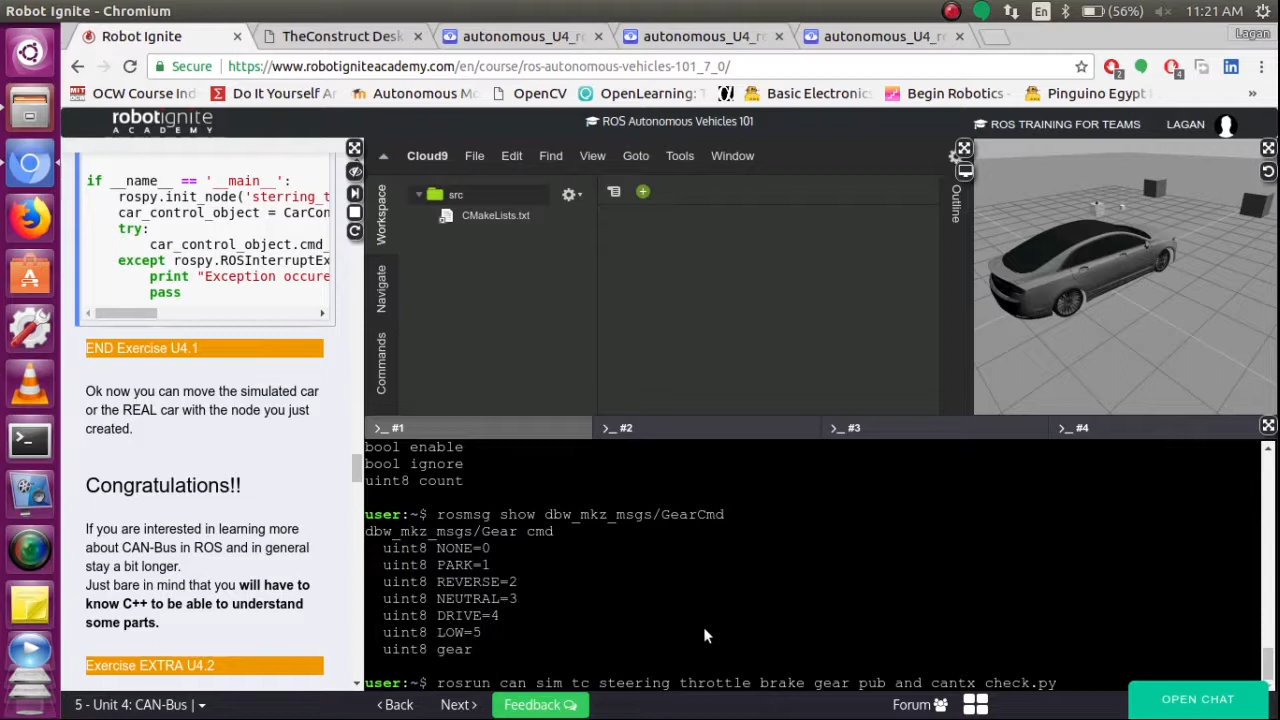 Robot Ignite - Chromium
En
(56%)
11:21 AM
Robot Ignite
TheConstruct Desk
autonomous_U4_ro
autonomous_U4_ro
autonomous_U4_ro
Lagan
Secure
https://www.robotigniteacademy.com/en/course/ros-autonomous-vehicles-101_7_0/
2
4
OCW Course Ind
Do It Yourself Ar
Autonomous Mo
OpenCV
OpenLearning: T
Basic Electronics
Begin Robotics -
Pinguino Egypt
»
robotignite
ACADEMY
ROS Autonomous Vehicles 101
ROS TRAINING FOR TEAMS
LAGAN
if __name__ == '__main__':
rospy.init_node('sterring_t
car_control_object = CarCon
try:
car_control_object.cmd_
except rospy.ROSInterruptEx
print "Exception occure
pass
END Exercise U4.1
Ok now you can move the simulated car
or the REAL car with the node you just
created.
Congratulations!!
If you are interested in learning more
about CAN-Bus in ROS and in general
stay a bit longer.
Just bare in mind that you will have to
know C++ to be able to understand
some parts.
Exercise EXTRA U4.2
Cloud9 File Edit Find View Goto Tools Window
Workspace
Navigate
Commands
src
CMakeLists.txt
Outline
>_ #1
>_ #2
>_ #3
>_ #4
bool enable
bool ignore
uint8 count
user:~$ rosmsg show dbw_mkz_msgs/GearCmd
dbw_mkz_msgs/Gear cmd
uint8 NONE=0
uint8 PARK=1
uint8 REVERSE=2
uint8 NEUTRAL=3
uint8 DRIVE=4
uint8 LOW=5
uint8 gear
user:~$ rosrun can sim tc steering throttle brake gear pub and cantx check.py
5 - Unit 4: CAN-Bus |
<Back
Next>
Feedback
Forum
OPEN CHAT